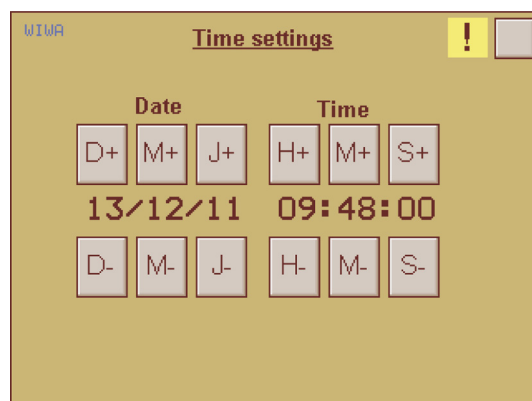 WIWA
Time settings
!
Date Time
D+ M+ J+ H+ M+ S+
13/12/11 09:48:00
D- M- J- H- M- S-